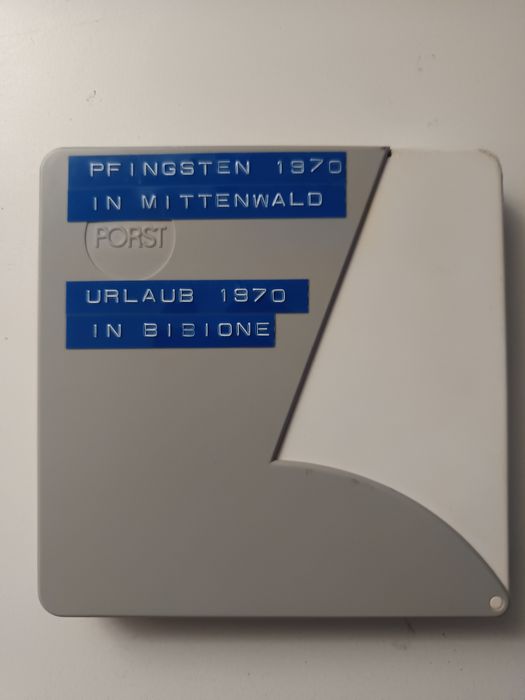 PFINGSTEN 1970
IN MITTENWALD
PORST
URLAUB 1970
IN BIBIONE